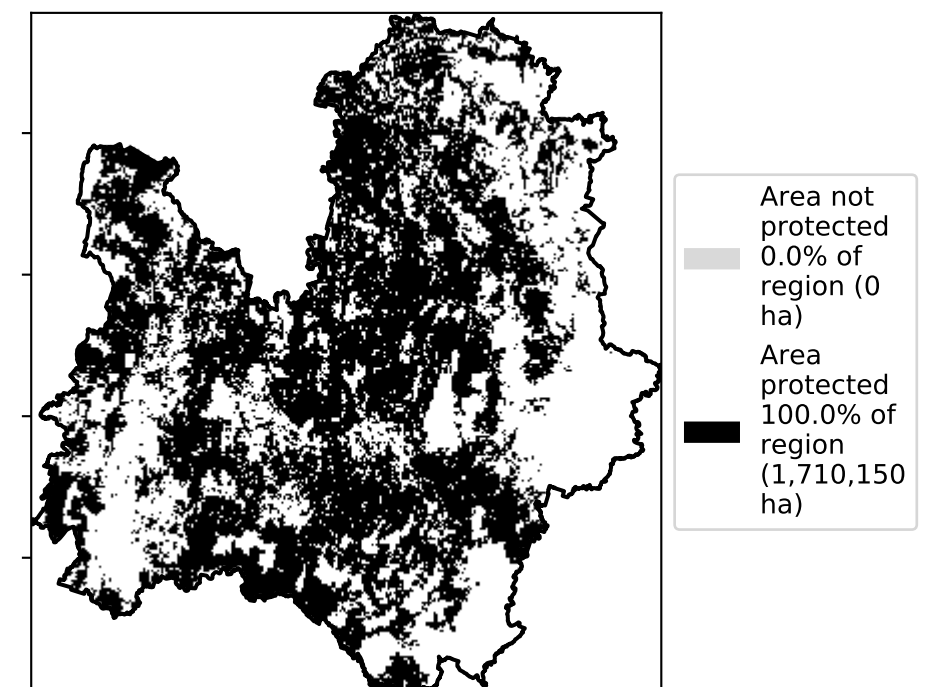 Area not
protected
0.0% of
region (0
ha)
Area
protected
100.0% of
region
(1,710,150
ha)